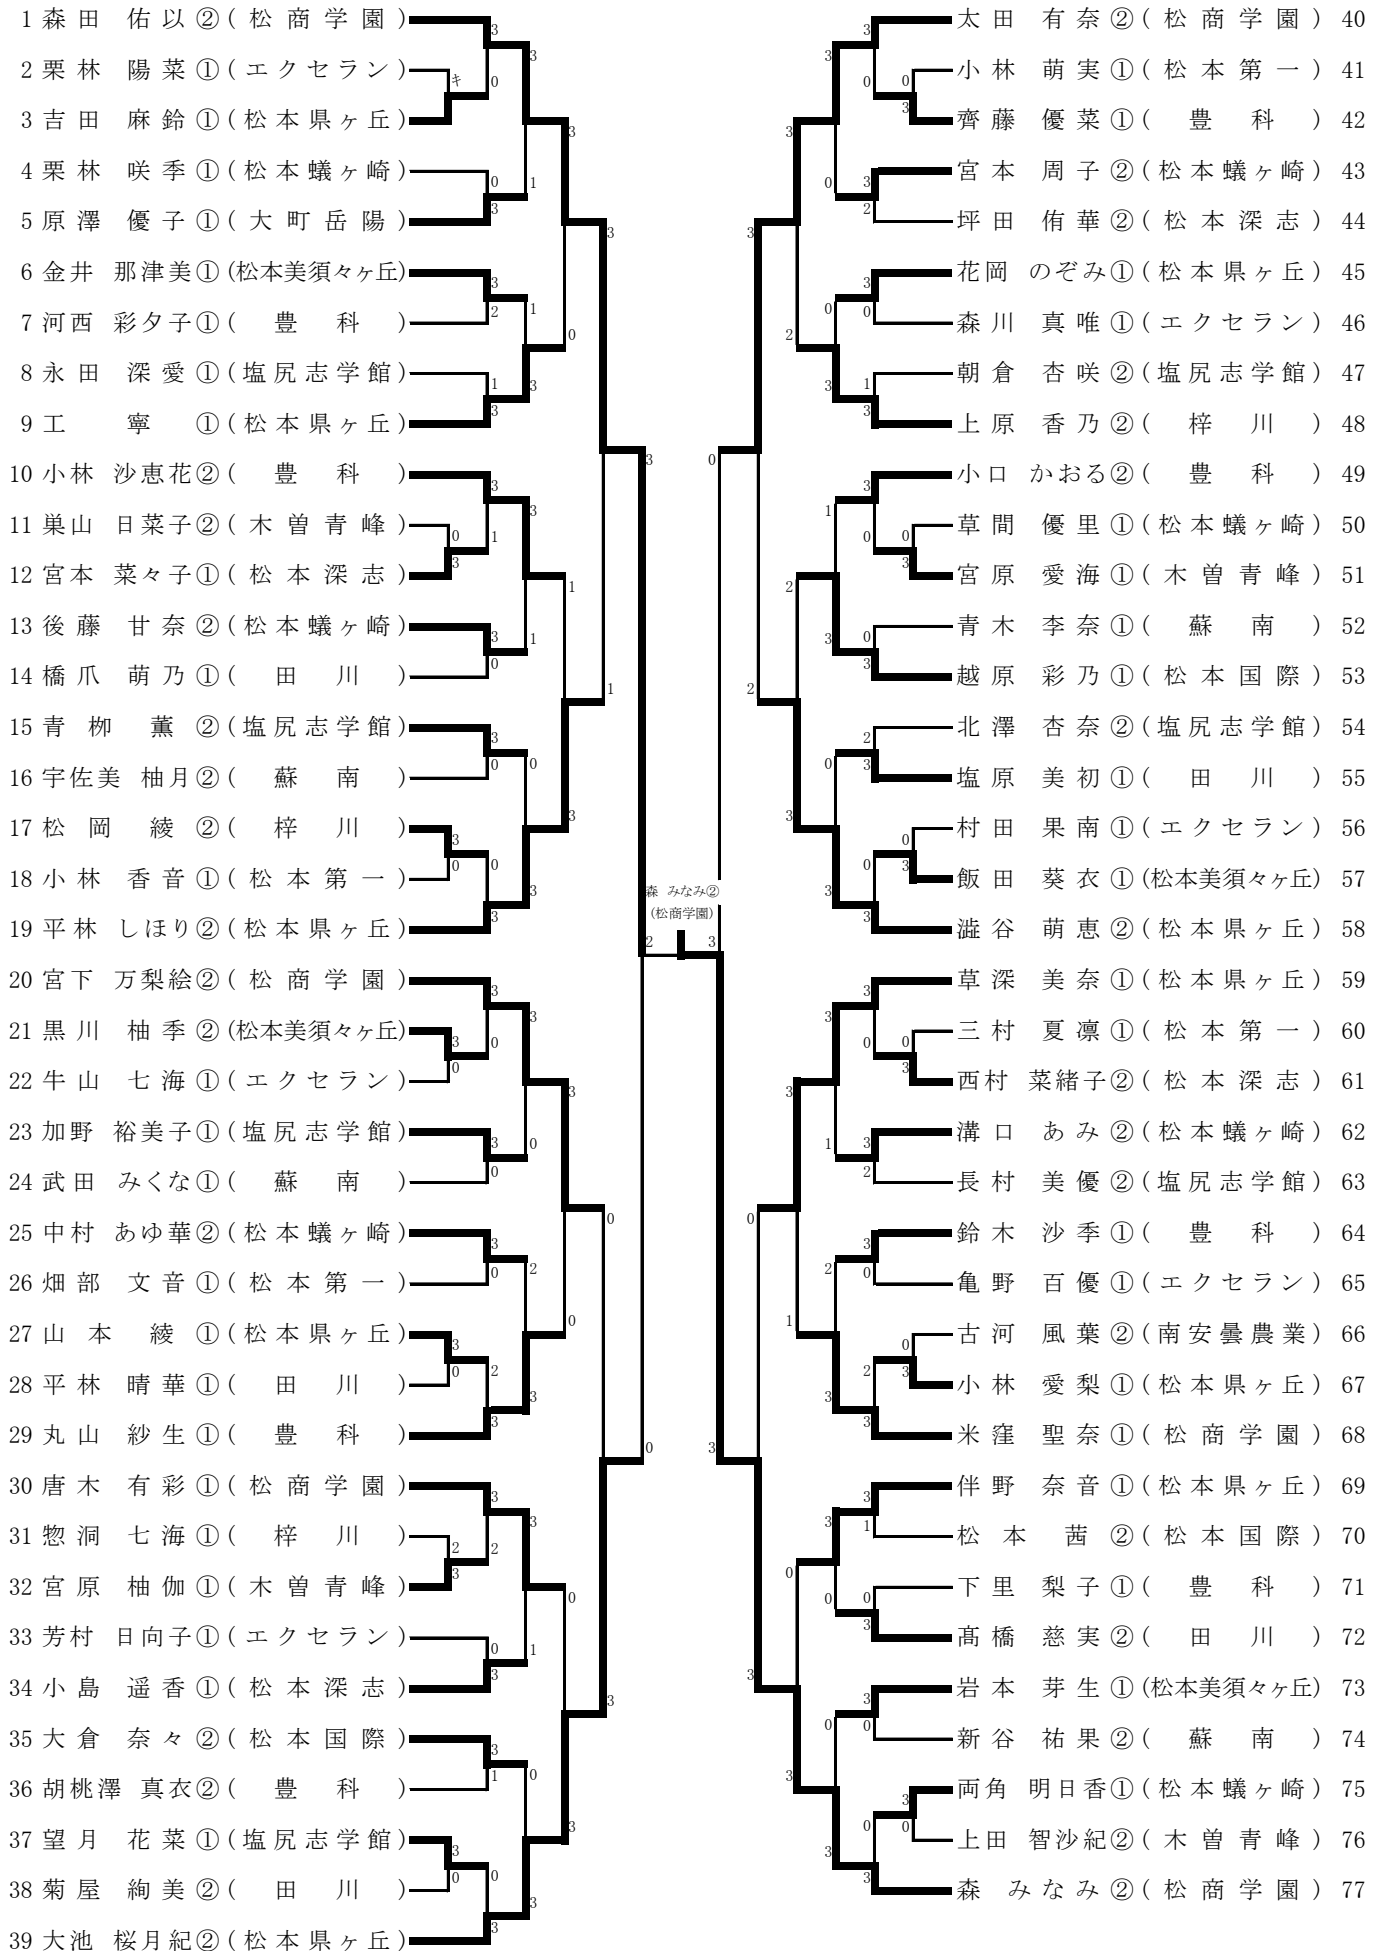 1 森田 佑以②(松商学園)
2 栗林 陽菜①(エクセラン)
3 吉田 麻鈴①(松本県ヶ丘)
4 栗林 咲季①(松本蟻ヶ崎)
5 原澤 優子①(大町岳陽)
6 金井 那津美①(松本美須々ヶ丘)
7 河西 彩夕子①(豊科)
8 永田 深愛①(塩尻志学館)
9 工 寧①(松本県ヶ丘)
10 小林 沙恵花②(豊科)
11 巣山 日菜子②(木曽青峰)
12 宮本 菜々子①(松本深志)
13 後藤 甘奈②(松本蟻ヶ崎)
14 橋爪 萌乃①(田川)
15 青栁 薫②(塩尻志学館)
16 宇佐美 柚月②(蘇南)
17 松岡 綾②(梓川)
18 小林 香音①(松本第一)
19 平林 しほり②(松本県ヶ丘)
20 宮下 万梨絵②(松商学園)
21 黒川 柚季②(松本美須々ヶ丘)
22 牛山 七海①(エクセラン)
23 加野 裕美子①(塩尻志学館)
24 武田 みくな①(蘇南)
25 中村 あゆ華②(松本蟻ヶ崎)
26 畑部 文音①(松本第一)
27 山本 綾①(松本県ヶ丘)
28 平林 晴華①(田川)
29 丸山 紗生①(豊科)
30 唐木 有彩①(松商学園)
31 惣洞 七海①(梓川)
32 宮原 柚伽①(木曽青峰)
33 芳村 日向子①(エクセラン)
34 小島 遥香①(松本深志)
35 大倉 奈々②(松本国際)
36 胡桃澤 真衣②(豊科)
37 望月 花菜①(塩尻志学館)
38 菊屋 絢美②(田川)
39 大池 桜月紀②(松本県ヶ丘)
キ
森 みなみ②
(松商学園)
2 3
太田 有奈②(松商学園) 40
小林 萌実①(松本第一) 41
齊藤 優菜①(豊科) 42
宮本 周子②(松本蟻ヶ崎) 43
坪田 侑華②(松本深志) 44
花岡 のぞみ①(松本県ヶ丘) 45
森川 真唯①(エクセラン) 46
朝倉 杏咲②(塩尻志学館) 47
上原 香乃②(梓川) 48
小口 かおる②(豊科) 49
草間 優里①(松本蟻ヶ崎) 50
宮原 愛海①(木曽青峰) 51
青木 李奈①(蘇南) 52
越原 彩乃①(松本国際) 53
北澤 杏奈②(塩尻志学館) 54
塩原 美初①(田川) 55
村田 果南①(エクセラン) 56
飯田 葵衣①(松本美須々ヶ丘) 57
澁谷 萌恵②(松本県ヶ丘) 58
草深 美奈①(松本県ヶ丘) 59
三村 夏凛①(松本第一) 60
西村 菜緒子②(松本深志) 61
溝口 あみ②(松本蟻ヶ崎) 62
長村 美優②(塩尻志学館) 63
鈴木 沙季①(豊科) 64
亀野 百優①(エクセラン) 65
古河 風葉②(南安曇農業) 66
小林 愛梨①(松本県ヶ丘) 67
米窪 聖奈①(松商学園) 68
伴野 奈音①(松本県ヶ丘) 69
松本 茜②(松本国際) 70
下里 梨子①(豊科) 71
髙橋 慈実②(田川) 72
岩本 芽生①(松本美須々ヶ丘) 73
新谷 祐果②(蘇南) 74
両角 明日香①(松本蟻ヶ崎) 75
上田 智沙紀②(木曽青峰) 76
森 みなみ②(松商学園) 77